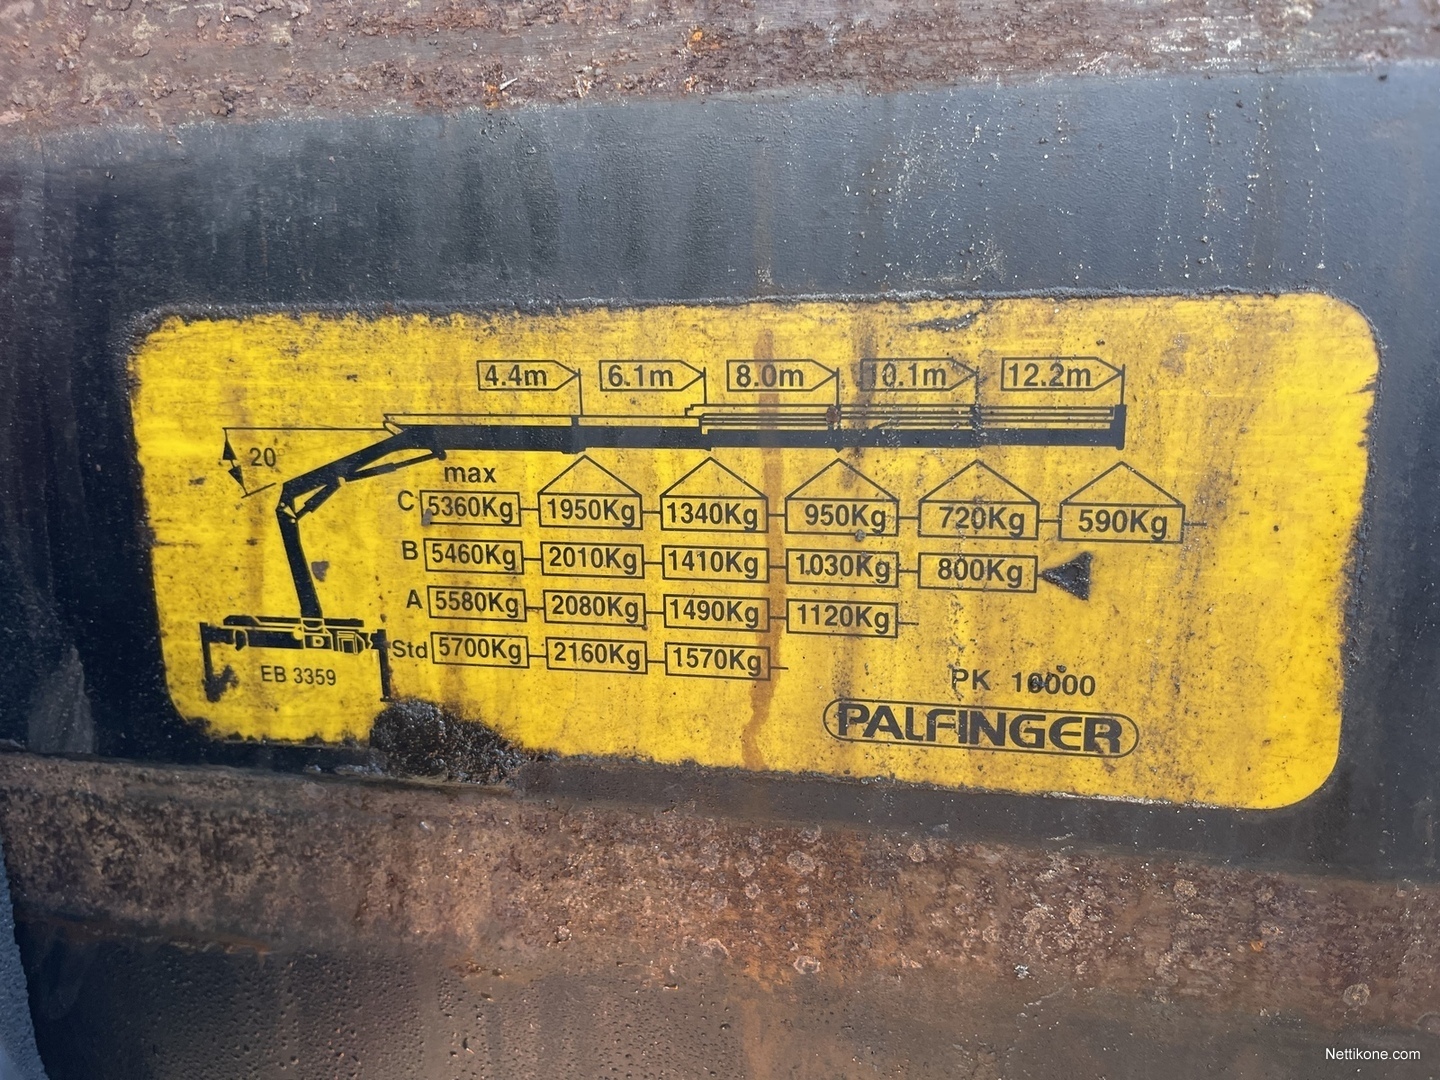 4.4m 6.1m 8.0m 10.1m 12.2m
20°
max
C 5360Kg 1950Kg 1340Kg 950Kg 720Kg 590Kg
B 5460Kg 2010Kg 1410Kg 1030Kg 800Kg
A 5580Kg 2080Kg 1490Kg 1120Kg
Std 5700Kg 2160Kg 1570Kg
EB 3359
PK 10000
PALFINGER
Nettikone.com